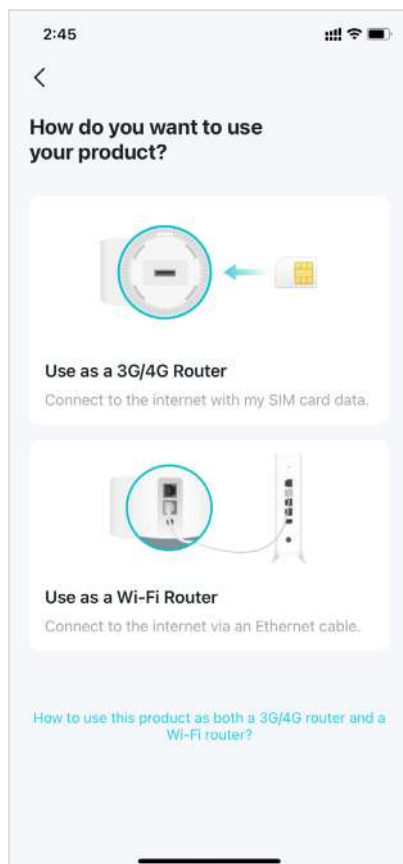 2:45
How do you want to use
your product?
Use as a 3G/4G Router
Connect to the internet with my SIM card data.
Use as a Wi-Fi Router
Connect to the internet via an Ethernet cable.
How to use this product as both a 3G/4G router and a
Wi-Fi router?